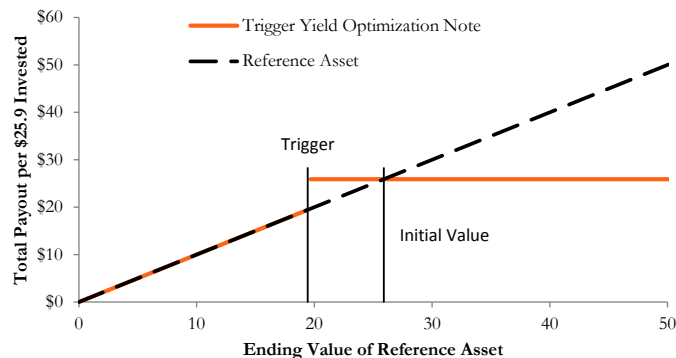 $60
Trigger Yield Optimization Note
Reference Asset
$50
$40
$30
$20
$10
$0
Total Payout per $25.9 Invested
Trigger
Initial Value
0
10
20
30
40
50
Ending Value of Reference Asset